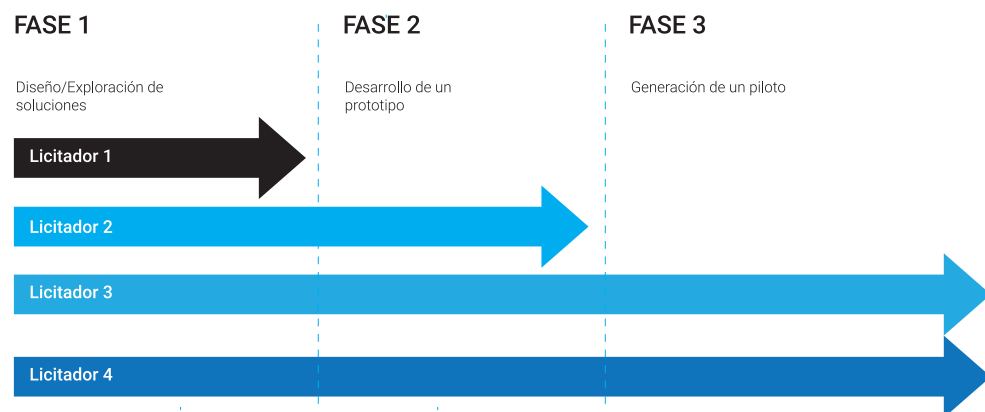 FASE 1
FASE 2
FASE 3
Diseño/Exploración de
soluciones
Desarrollo de un
prototipo
Generación de un piloto
Licitador 1
Licitador 2
Licitador 3
Licitador 4